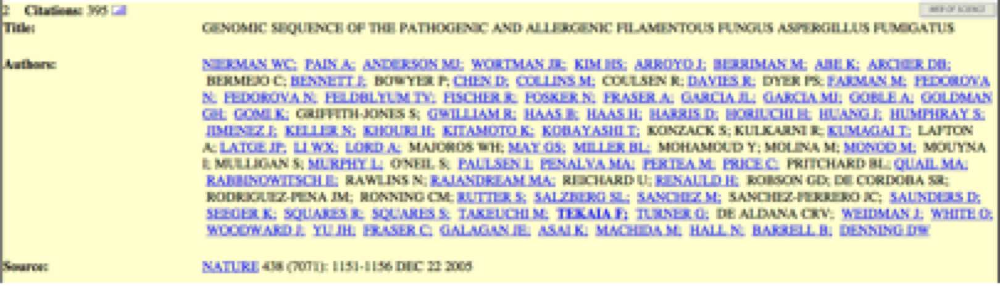 2 Citations: 395
WEB OF SCIENCE
Title: GENOMIC SEQUENCE OF THE PATHOGENIC AND ALLERGENIC FILAMENTOUS FUNGUS ASPERGILLUS FUMIGATUS
Authors: NIERMAN WC; PAIN A; ANDERSON MJ; WORTMAN JR; KIM HS; ARROYO J; BERRIMAN M; ABE K; ARCHER DB;
BERMEJO C; BENNETT J; BOWYER P; CHEN D; COLLINS M; COULSEN R; DAVIES R; DYER PS; FARMAN M; FEDOROVA
N; FEDOROVA N; FELDBLYUM TV; FISCHER R; FOSKER N; FRASER A; GARCIA JL; GARCIA MJ; GOBLE A; GOLDMAN
GH; GOMI K; GRIFFITH-JONES S; GWILLIAM R; HAAS B; HAAS H; HARRIS D; HORIUCHI H; HUANG J; HUMPHRAY S;
JIMENEZ J; KELLER N; KHOURI H; KITAMOTO K; KOBAYASHI T; KONZACK S; KULKARNI R; KUMAGAI T; LAFTON
A; LATGE JP; LI WX; LORD A; MAJOROS WH; MAY GS; MILLER BL; MOHAMOUD Y; MOLINA M; MONOD M; MOUYNA
I; MULLIGAN S; MURPHY L; O'NEIL S; PAULSEN I; PENALVA MA; PERTEA M; PRICE C; PRITCHARD BL; QUAIL MA;
RABBINOWITSCH E; RAWLINS N; RAJANDREAM MA; REICHARD U; RENAULD H; ROBSON GD; DE CORDOBA SR;
RODRIGUEZ-PENA JM; RONNING CM; RUTTER S; SALZBERG SL; SANCHEZ M; SANCHEZ-FERRERO JC; SAUNDERS D;
SEEGER K; SQUARES R; SQUARES S; TAKEUCHI M; TEKAIA F; TURNER G; DE ALDANA CRV; WEIDMAN J; WHITE O;
WOODWARD J; YU JH; FRASER C; GALAGAN JE; ASAI K; MACHIDA M; HALL N; BARRELL B; DENNING DW
Source: NATURE 438 (7071): 1151-1156 DEC 22 2005